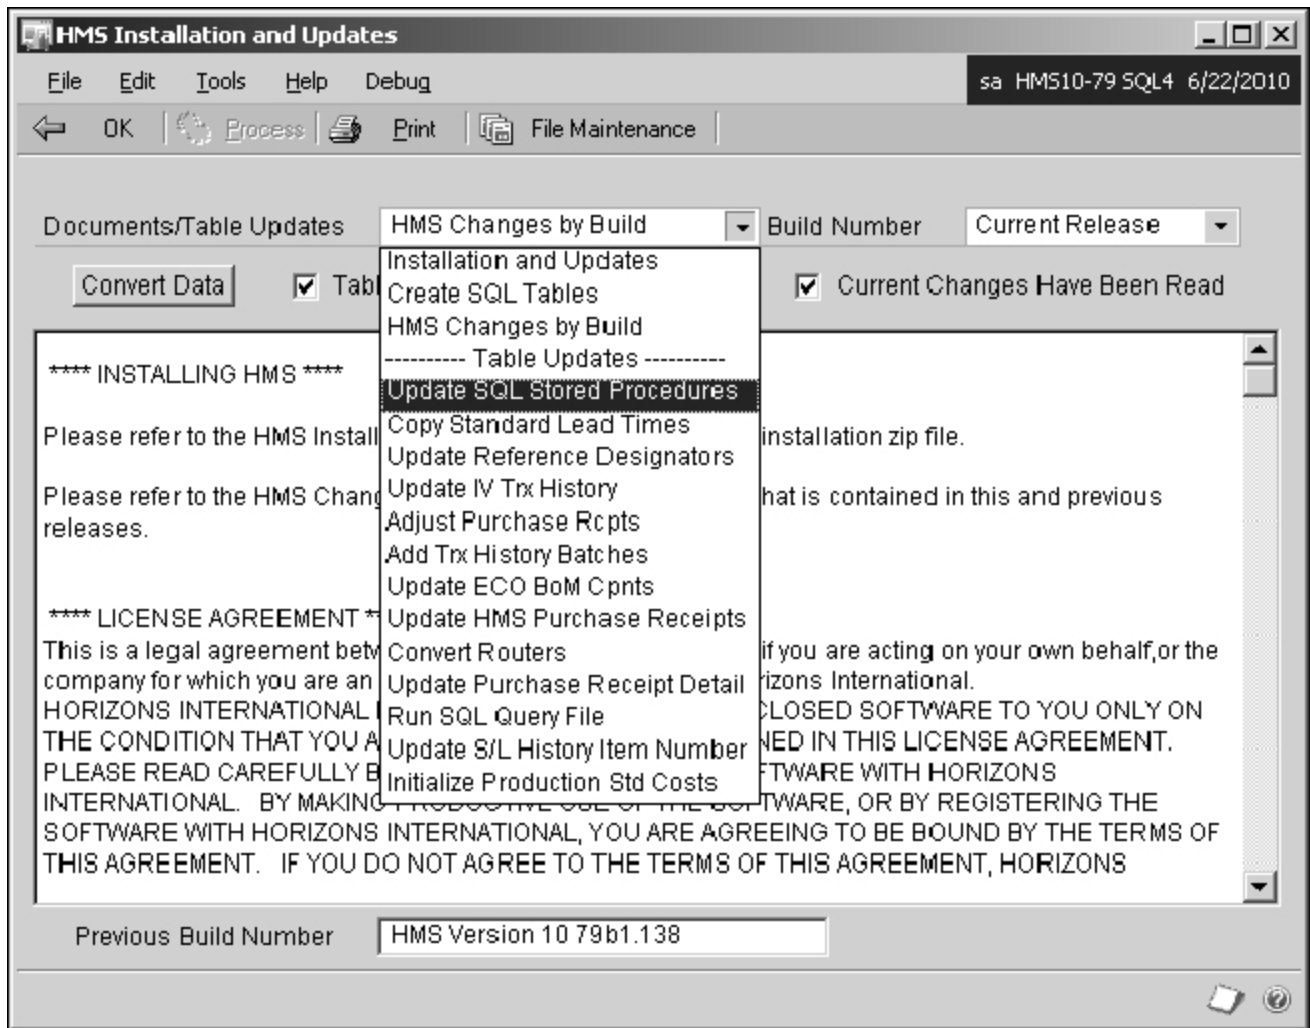 HMS Installation and Updates
File Edit Tools Help Debug
sa HMS10-79 SQL4 6/22/2010
OK Process Print File Maintenance
Documents/Table Updates HMS Changes by Build Build Number Current Release
Convert Data Tabl Current Changes Have Been Read
Installation and Updates
Create SQL Tables
HMS Changes by Build
---------- Table Updates ----------
Update SQL Stored Procedures
Copy Standard Lead Times
Update Reference Designators
Update IV Trx History
Adjust Purchase Rcpts
Add Trx History Batches
Update ECO BoM Cpnts
Update HMS Purchase Receipts
Convert Routers
Update Purchase Receipt Detail
Run SQL Query File
Update S/L History Item Number
Initialize Production Std Costs
**** INSTALLING HMS ****
Please refer to the HMS Install installation zip file.
Please refer to the HMS Chang hat is contained in this and previous
releases.
**** LICENSE AGREEMENT **
This is a legal agreement betw if you are acting on your own behalf,or the
company for which you are an rizons International.
HORIZONS INTERNATIONAL CLOSED SOFTWARE TO YOU ONLY ON
THE CONDITION THAT YOU A NED IN THIS LICENSE AGREEMENT.
PLEASE READ CAREFULLY B FTWARE WITH HORIZONS
INTERNATIONAL. BY MAKING PRODUCTIVE USE OF THE SOFTWARE, OR BY REGISTERING THE
SOFTWARE WITH HORIZONS INTERNATIONAL, YOU ARE AGREEING TO BE BOUND BY THE TERMS OF
THIS AGREEMENT. IF YOU DO NOT AGREE TO THE TERMS OF THIS AGREEMENT, HORIZONS
Previous Build Number HMS Version 10 79b1.138